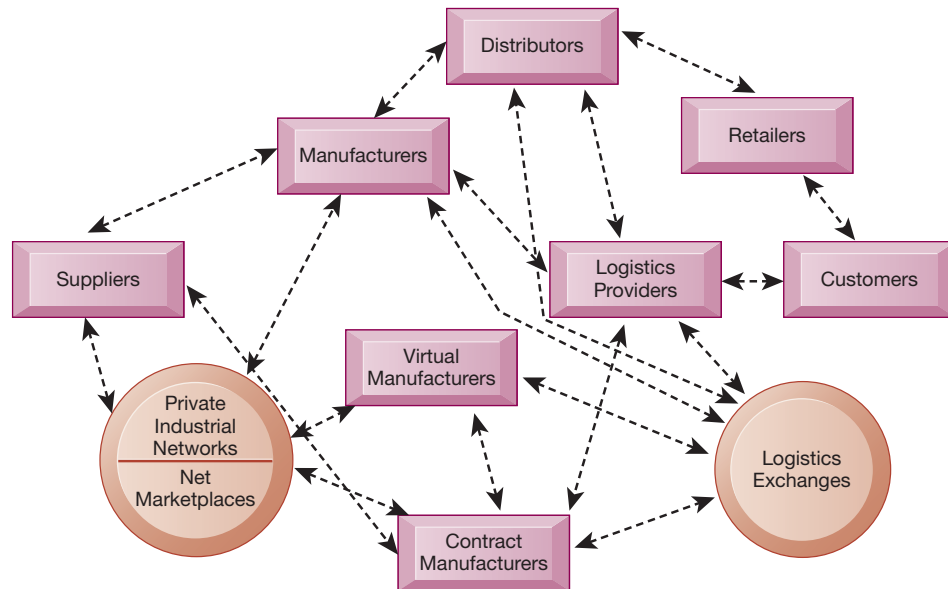 Distributors
Retailers
Manufacturers
Suppliers
Logistics
Providers
Customers
Virtual
Manufacturers
Private
Industrial
Networks
Net
Marketplaces
Logistics
Exchanges
Contract
Manufacturers